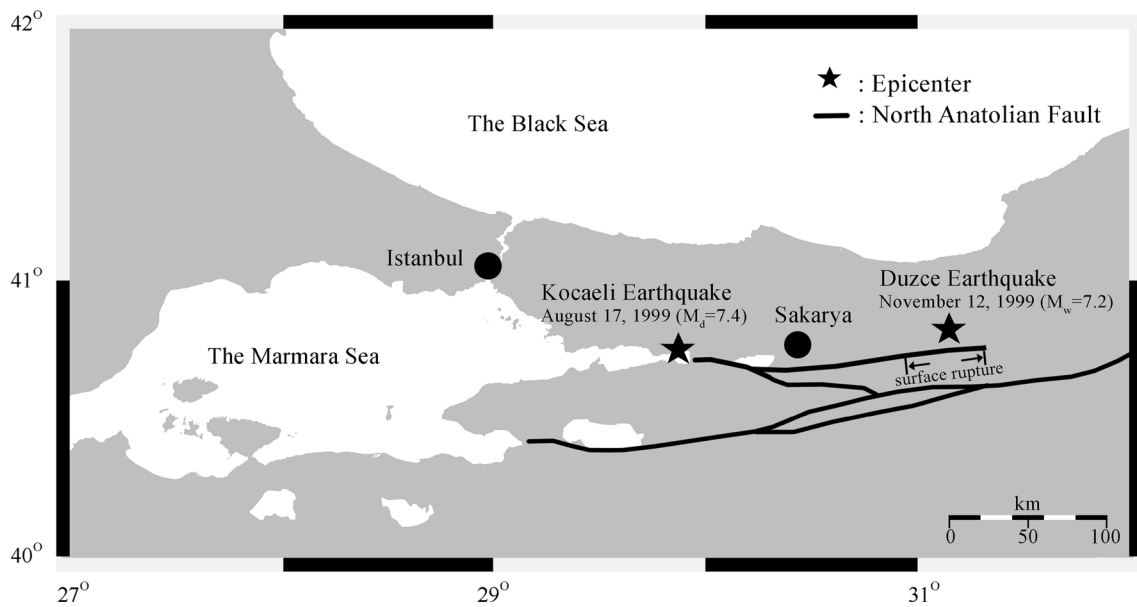 42°
★ : Epicenter
: North Anatolian Fault
The Black Sea
Istanbul
41°
Duzce Earthquake
November 12, 1999 (Mw=7.2)
Kocaeli Earthquake
August 17, 1999 (Md=7.4)
Sakarya
The Marmara Sea
surface rupture
km
0 50 100
40°
27° 29° 31°